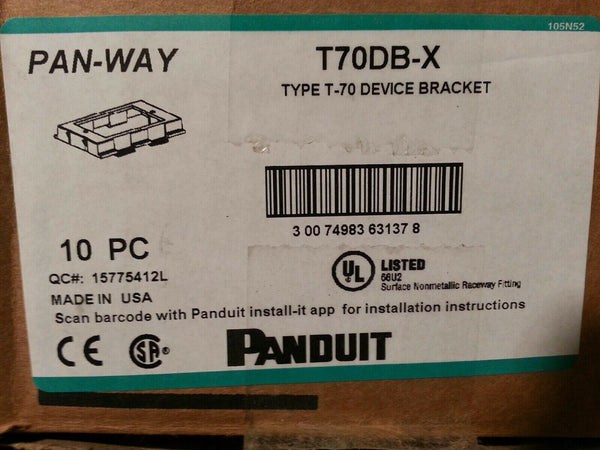 105N52
PAN-WAY
T70DB-X
TYPE T-70 DEVICE BRACKET
3 00 74983 63137 8
10 PC
QC#: 15775412L
MADE IN USA
UL
LISTED
66U2
Surface Nonmetallic Raceway Fitting
Scan barcode with Panduit install-it app for installation instructions
CE SA® PANDUIT